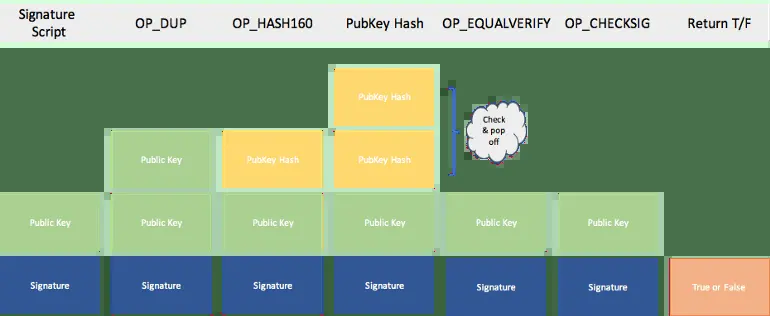 Signature
Script
OP_DUP
OP_HASH160
PubKey Hash
OP_EQUALVERIFY
OP_CHECKSIG
Return T/F
PubKey Hash
Check
& pop
off
Public Key
PubKey Hash
PubKey Hash
Public Key
Public Key
Public Key
Public Key
Public Key
Public Key
Signature
Signature
Signature
Signature
Signature
Signature
True or False